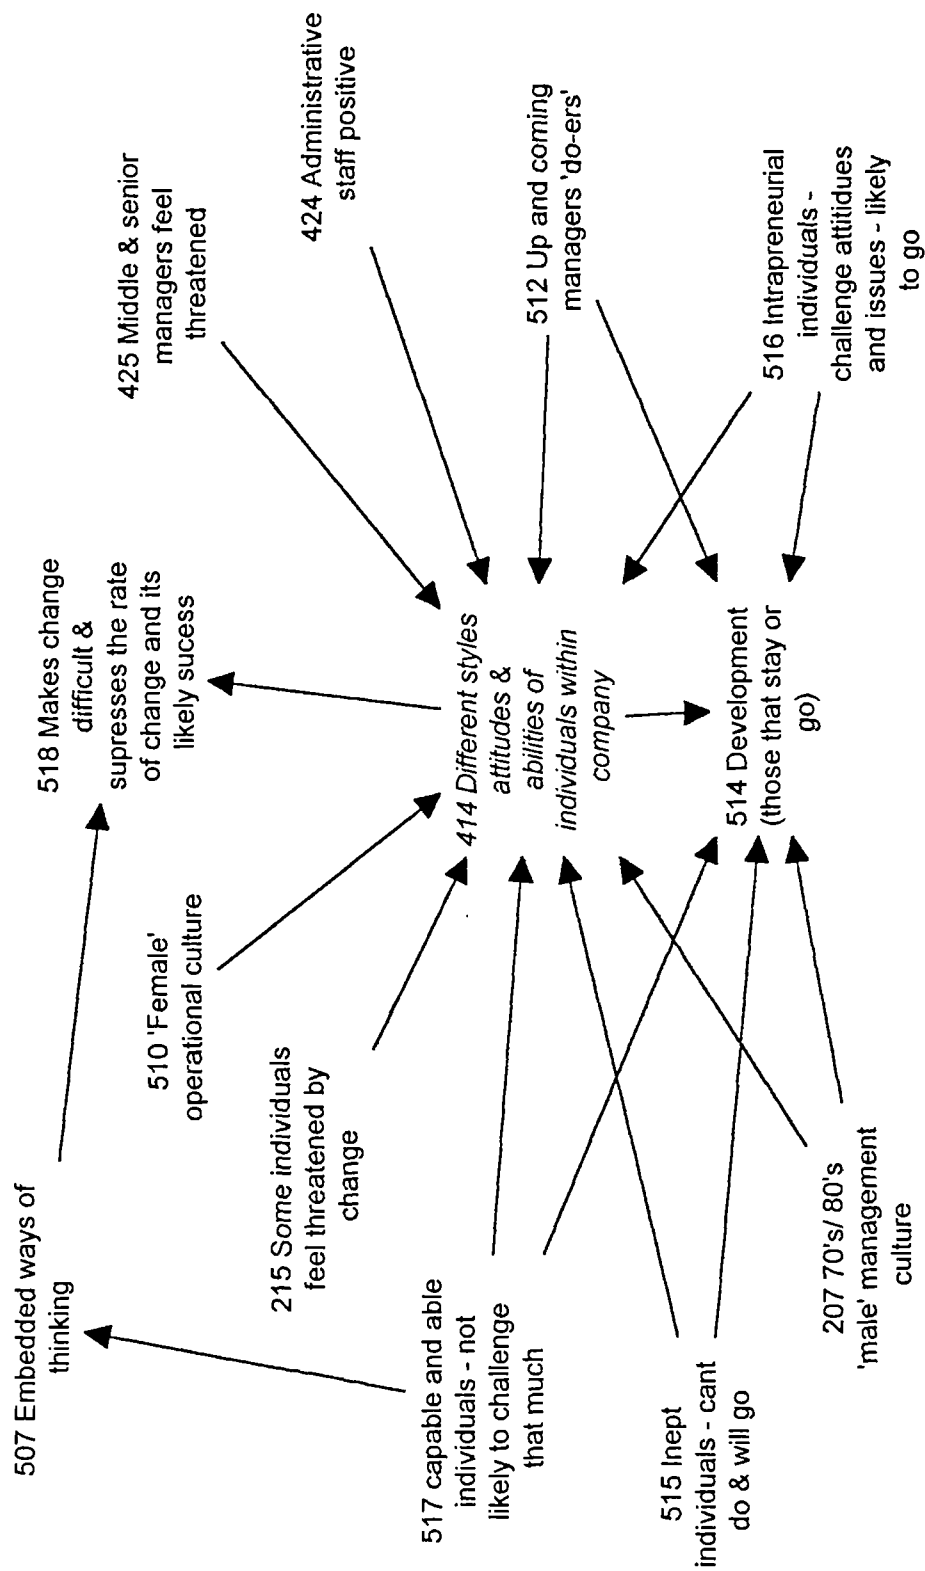 507 Embedded ways of
thinking
518 Makes change
difficult &
supresses the rate
of change and its
likely sucess
425 Middle & senior
managers feel
threatened
510 'Female'
operational culture
424 Administrative
staff positive
215 Some individuals
feel threatened by
change
414 Different styles
attitudes &
abilities of
individuals within
company
512 Up and coming
managers 'do-ers'
517 capable and able
individuals - not
likely to challenge
that much
514 Development
(those that stay or
go)
516 Intrapreneurial
individuals -
challenge attitidues
and issues - likely
to go
515 Inept
individuals - cant
do & will go
207 70's/ 80's
'male' management
culture